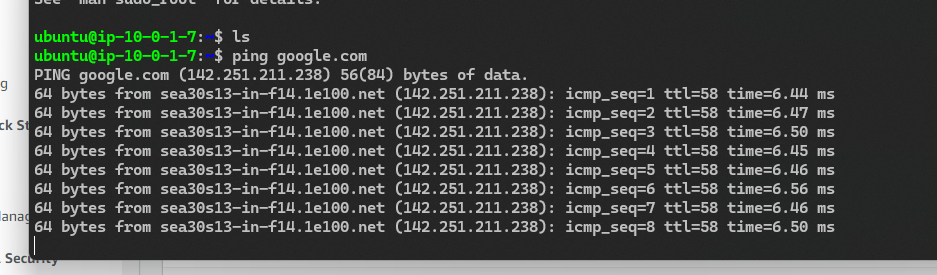 See "man sudo_root" for details.
ubuntu@ip-10-0-1-7:~$ ls
ubuntu@ip-10-0-1-7:~$ ping google.com
PING google.com (142.251.211.238) 56(84) bytes of data.
64 bytes from sea30s13-in-f14.1e100.net (142.251.211.238): icmp_seq=1 ttl=58 time=6.44 ms
64 bytes from sea30s13-in-f14.1e100.net (142.251.211.238): icmp_seq=2 ttl=58 time=6.47 ms
64 bytes from sea30s13-in-f14.1e100.net (142.251.211.238): icmp_seq=3 ttl=58 time=6.50 ms
64 bytes from sea30s13-in-f14.1e100.net (142.251.211.238): icmp_seq=4 ttl=58 time=6.45 ms
64 bytes from sea30s13-in-f14.1e100.net (142.251.211.238): icmp_seq=5 ttl=58 time=6.46 ms
64 bytes from sea30s13-in-f14.1e100.net (142.251.211.238): icmp_seq=6 ttl=58 time=6.56 ms
64 bytes from sea30s13-in-f14.1e100.net (142.251.211.238): icmp_seq=7 ttl=58 time=6.46 ms
64 bytes from sea30s13-in-f14.1e100.net (142.251.211.238): icmp_seq=8 ttl=58 time=6.50 ms
g
ck St
Manag
Security